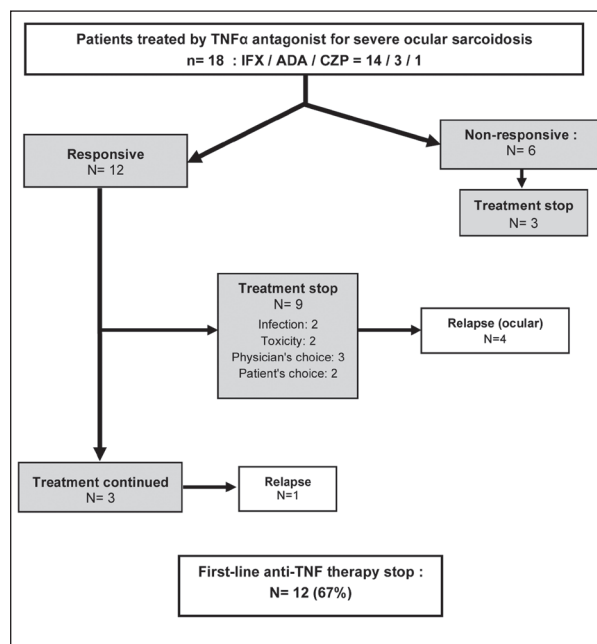 Patients treated by TNFα antagonist for severe ocular sarcoidosis
n= 18 : IFX / ADA / CZP = 14 / 3 / 1
Responsive
N= 12
Non-responsive :
N= 6
Treatment stop
N= 3
Treatment stop
N= 9
Infection: 2
Toxicity: 2
Physician's choice: 3
Patient's choice: 2
Relapse (ocular)
N=4
Treatment continued
N= 3
Relapse
N=1
First-line anti-TNF therapy stop :
N= 12 (67%)